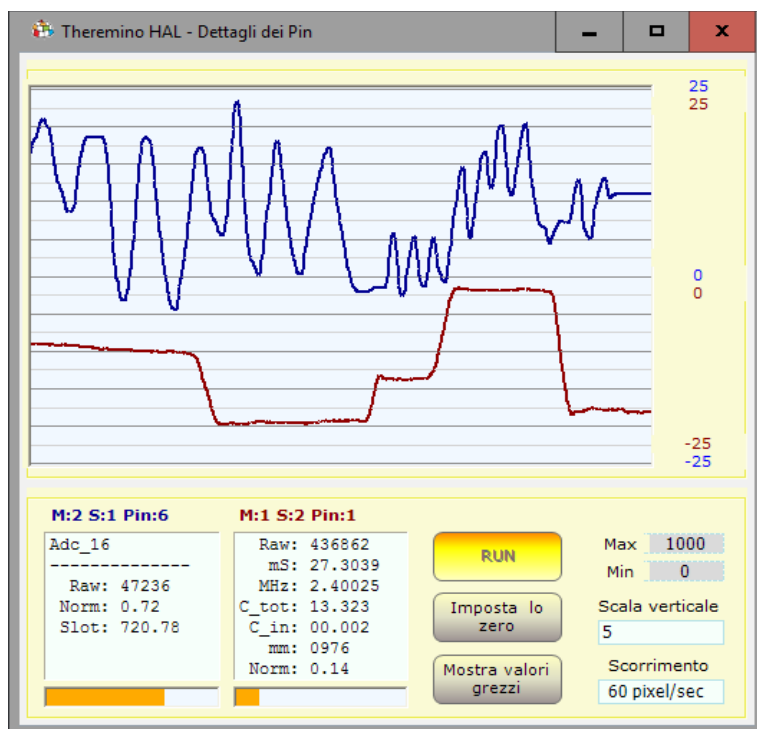 Theremino HAL - Dettagli dei Pin
25
25
0
0
-25
-25
M:2 S:1 Pin:6
Adc_16
--------------
Raw: 47236
Norm: 0.72
Slot: 720.78
M:1 S:2 Pin:1
Raw: 436862
mS: 27.3039
MHz: 2.40025
C_tot: 13.323
C_in: 00.002
mm: 0976
Norm: 0.14
RUN
Imposta lo
zero
Mostra valori
grezzi
Max 1000
Min 0
Scala verticale
5
Scorrimento
60 pixel/sec